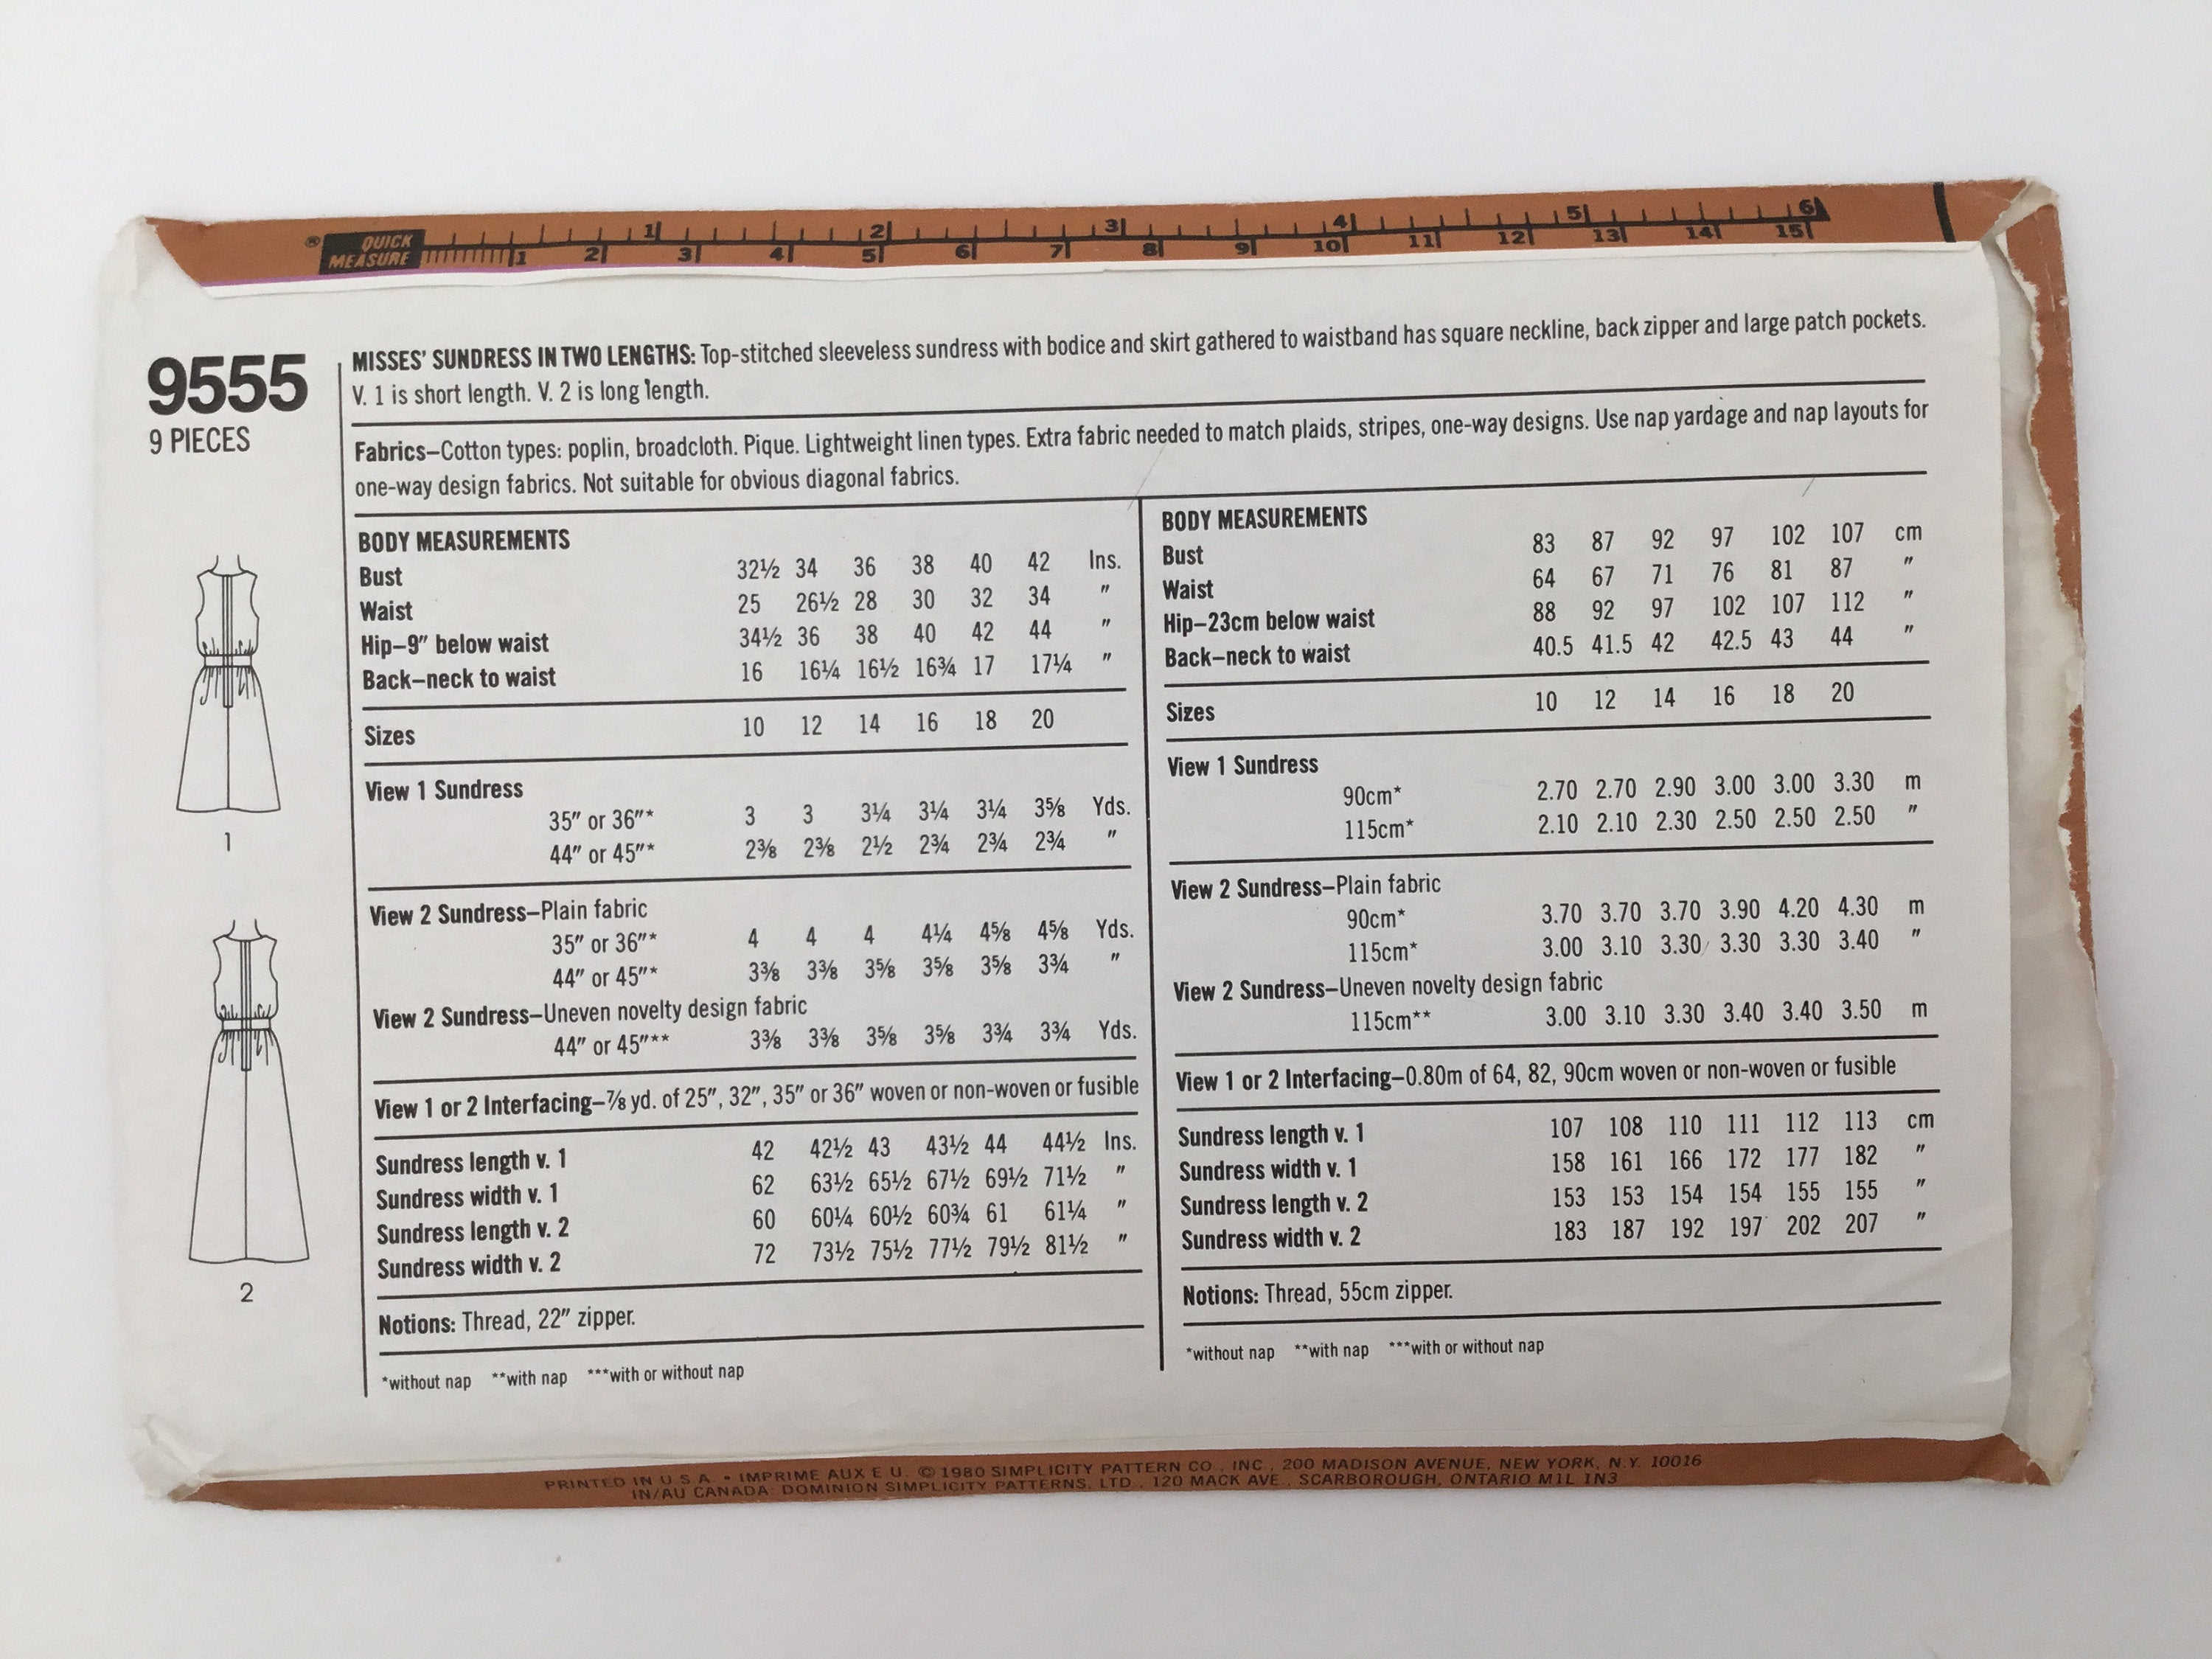 ® QUICK MEASURE
1 2 3 4 5 6
1 2 3 4 5 6 7 8 9 10 11 12 13 14 15
9555
9 PIECES
MISSES' SUNDRESS IN TWO LENGTHS: Top-stitched sleeveless sundress with bodice and skirt gathered to waistband has square neckline, back zipper and large patch pockets.
V. 1 is short length. V. 2 is long length.
Fabrics–Cotton types: poplin, broadcloth. Pique. Lightweight linen types. Extra fabric needed to match plaids, stripes, one-way designs. Use nap yardage and nap layouts for
one-way design fabrics. Not suitable for obvious diagonal fabrics.
BODY MEASUREMENTS
Bust 32½ 34 36 38 40 42 Ins.
Waist 25 26½ 28 30 32 34 "
Hip–9" below waist 34½ 36 38 40 42 44 "
Back–neck to waist 16 16¼ 16½ 16¾ 17 17¼ "
Sizes 10 12 14 16 18 20
View 1 Sundress
35" or 36"* 3 3 3¼ 3¼ 3¼ 3⅝ Yds.
44" or 45"* 2⅜ 2⅜ 2½ 2¾ 2¾ 2¾ "
View 2 Sundress–Plain fabric
35" or 36"* 4 4 4 4¼ 4⅝ 4⅝ Yds.
44" or 45"* 3⅜ 3⅜ 3⅝ 3⅝ 3⅝ 3¾ "
View 2 Sundress–Uneven novelty design fabric
44" or 45"** 3⅜ 3⅜ 3⅝ 3⅝ 3¾ 3¾ Yds.
View 1 or 2 Interfacing–⅞ yd. of 25", 32", 35" or 36" woven or non-woven or fusible
Sundress length v. 1 42 42½ 43 43½ 44 44½ Ins.
Sundress width v. 1 62 63½ 65½ 67½ 69½ 71½ "
Sundress length v. 2 60 60¼ 60½ 60¾ 61 61¼ "
Sundress width v. 2 72 73½ 75½ 77½ 79½ 81½ "
Notions: Thread, 22" zipper.
*without nap **with nap ***with or without nap
BODY MEASUREMENTS
Bust 83 87 92 97 102 107 cm
Waist 64 67 71 76 81 87 "
Hip–23cm below waist 88 92 97 102 107 112 "
Back–neck to waist 40.5 41.5 42 42.5 43 44 "
Sizes 10 12 14 16 18 20
View 1 Sundress
90cm* 2.70 2.70 2.90 3.00 3.00 3.30 m
115cm* 2.10 2.10 2.30 2.50 2.50 2.50 "
View 2 Sundress–Plain fabric
90cm* 3.70 3.70 3.70 3.90 4.20 4.30 m
115cm* 3.00 3.10 3.30 3.30 3.30 3.40 "
View 2 Sundress–Uneven novelty design fabric
115cm** 3.00 3.10 3.30 3.40 3.40 3.50 m
View 1 or 2 Interfacing–0.80m of 64, 82, 90cm woven or non-woven or fusible
Sundress length v. 1 107 108 110 111 112 113 cm
Sundress width v. 1 158 161 166 172 177 182 "
Sundress length v. 2 153 153 154 154 155 155 "
Sundress width v. 2 183 187 192 197 202 207 "
Notions: Thread, 55cm zipper.
*without nap **with nap ***with or without nap
1
2
PRINTED IN U.S.A. • IMPRIME AUX E.U. © 1980 SIMPLICITY PATTERN CO., INC., 200 MADISON AVENUE, NEW YORK, N.Y. 10016
IN/AU CANADA: DOMINION SIMPLICITY PATTERNS, LTD., 120 MACK AVE., SCARBOROUGH, ONTARIO M1L 1N3